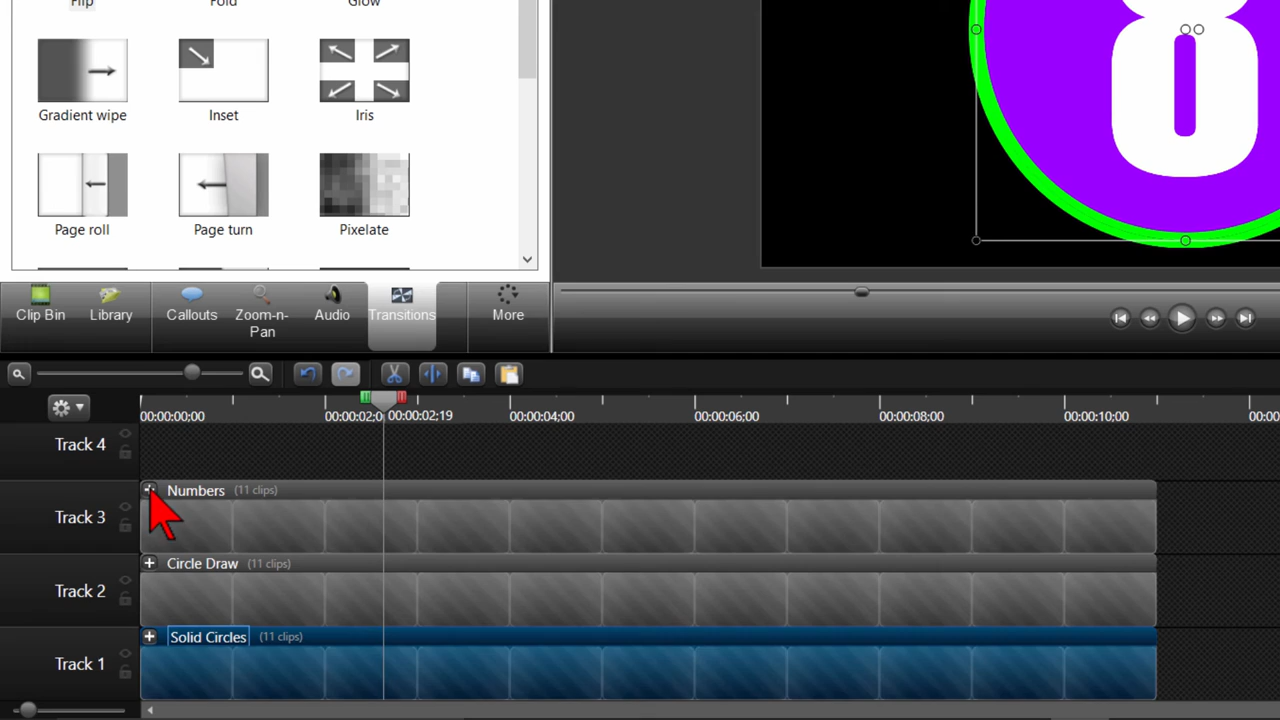 Flip Fold Glow
Gradient wipe Inset Iris
Page roll Page turn Pixelate
8
Clip Bin Library Callouts Zoom-n-Pan Audio Transitions More
00:00:00;00 00:00:02;0 00:00:02;19 00:00:04;00 00:00:06;00 00:00:08;00 00:00:10;00 00:00
Track 4
Numbers (11 clips)
Track 3
Circle Draw (11 clips)
Track 2
Solid Circles (11 clips)
Track 1